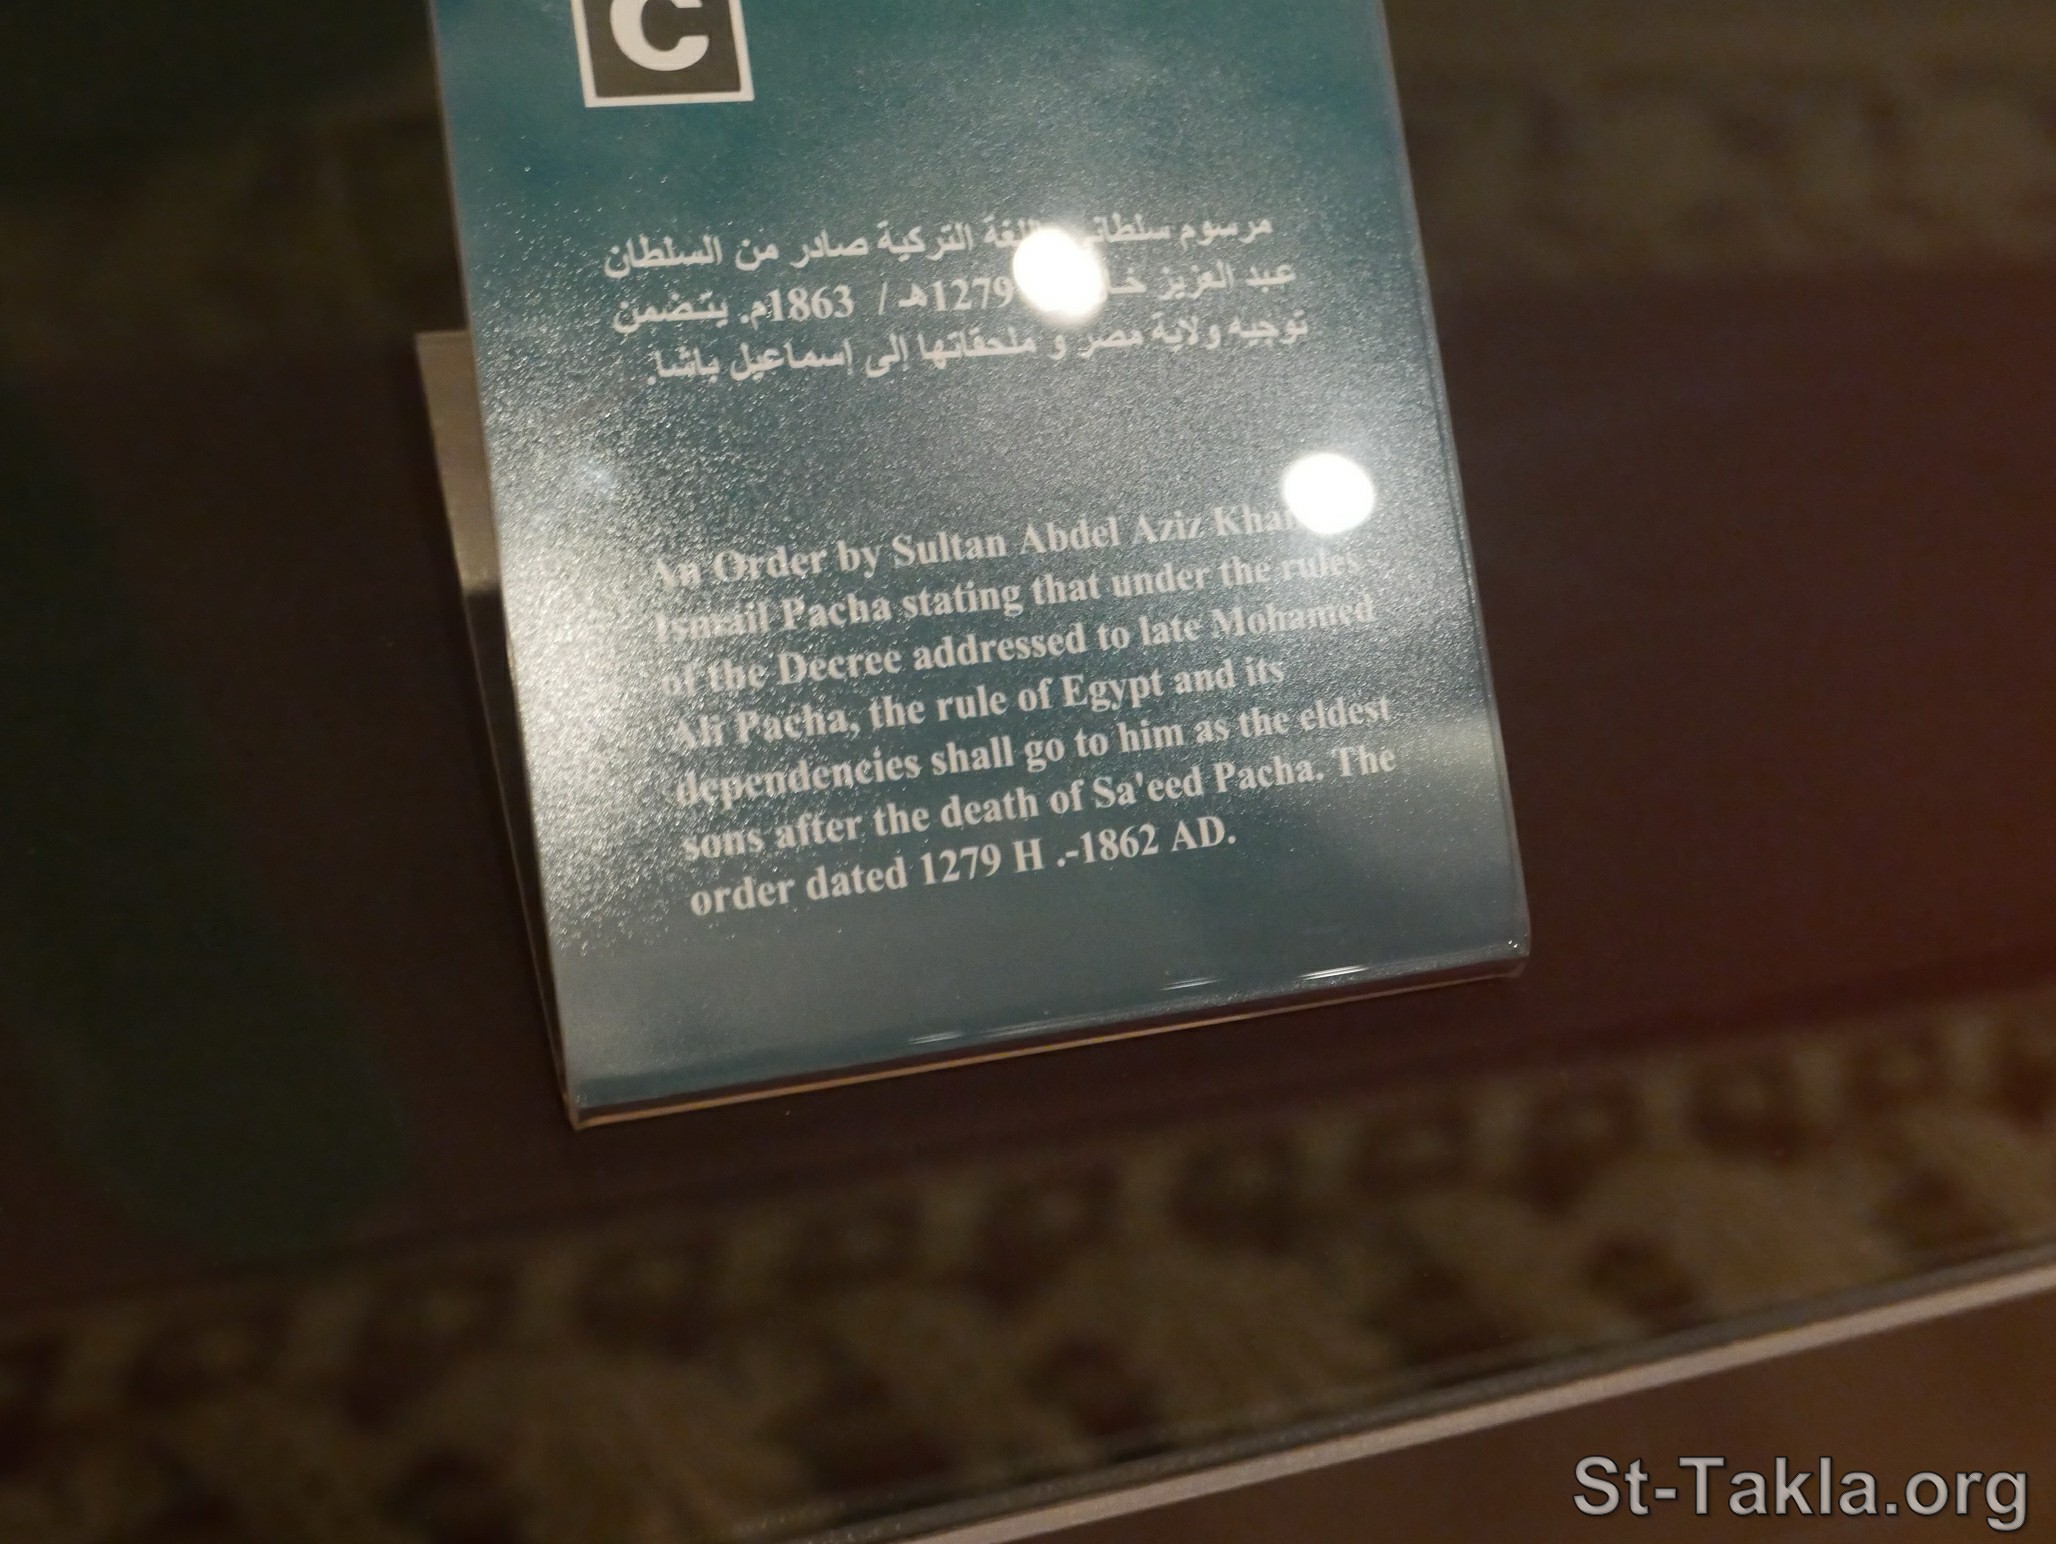 C
مرسوم سلطاني اللغة التركية صادر من السلطان
عبد العزيز 1279هـ / 1863م. يتضمن
توجيه ولاية مصر و ملحقاتها إلى إسماعيل باشا.
An Order by Sultan Abdel Aziz
Ismail Pacha stating that under the rules
of the Decree addressed to late Mohamed
Ali Pacha, the rule of Egypt and its
dependencies shall go to him as the eldest
sons after the death of Sa'eed Pacha. The
order dated 1279 H .-1862 AD.
St-Takla.org